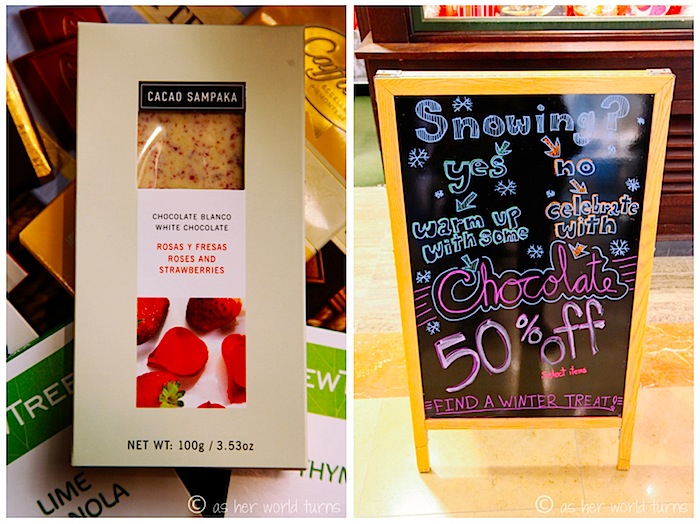 CACAO SAMPAKA
CHOCOLATE BLANCO
WHITE CHOCOLATE
ROSAS Y FRESAS
ROSES AND
STRAWBERRIES
NET WT: 100g / 3.53oz
TREE
LIME
NOLA
EW
THYM
© as her world turns
Snowing?
yes
no
warm up
with some
celebrate
with
Chocolate
50% off
Select items
FIND A WINTER TREAT!
© as her world turns